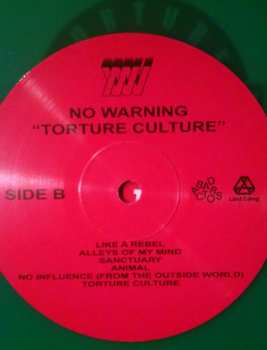 NO WARNING
"TORTURE CULTURE"
SIDE B
LIKE A REBEL
ALLEYS OF MY MIND
SANCTUARY
ANIMAL
NO INFLUENCE (FROM THE OUTSIDE WORLD)
TORTURE CULTURE